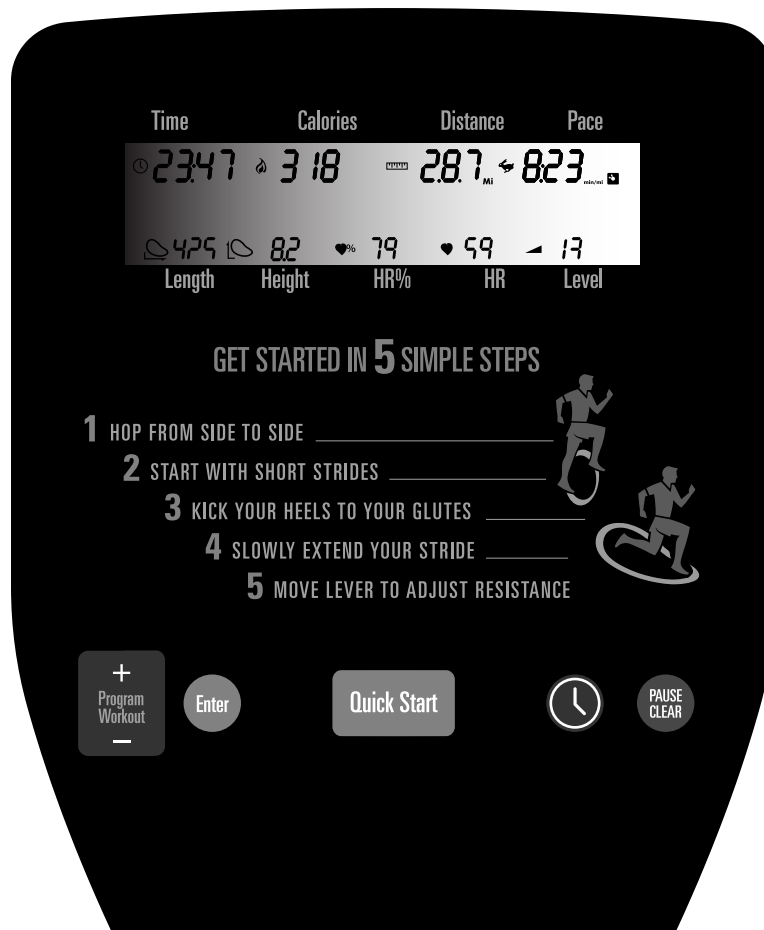 Time Calories Distance Pace
23:47 318 2.8.7 Mi 8:23 min/mi
8.2 % 79 59
Length Height HR% HR Level
GET STARTED IN 5 SIMPLE STEPS
1 HOP FROM SIDE TO SIDE
2 START WITH SHORT STRIDES
3 KICK YOUR HEELS TO YOUR GLUTES
4 SLOWLY EXTEND YOUR STRIDE
5 MOVE LEVER TO ADJUST RESISTANCE
+
Program
Workout
−
Enter
Quick Start
PAUSE
CLEAR